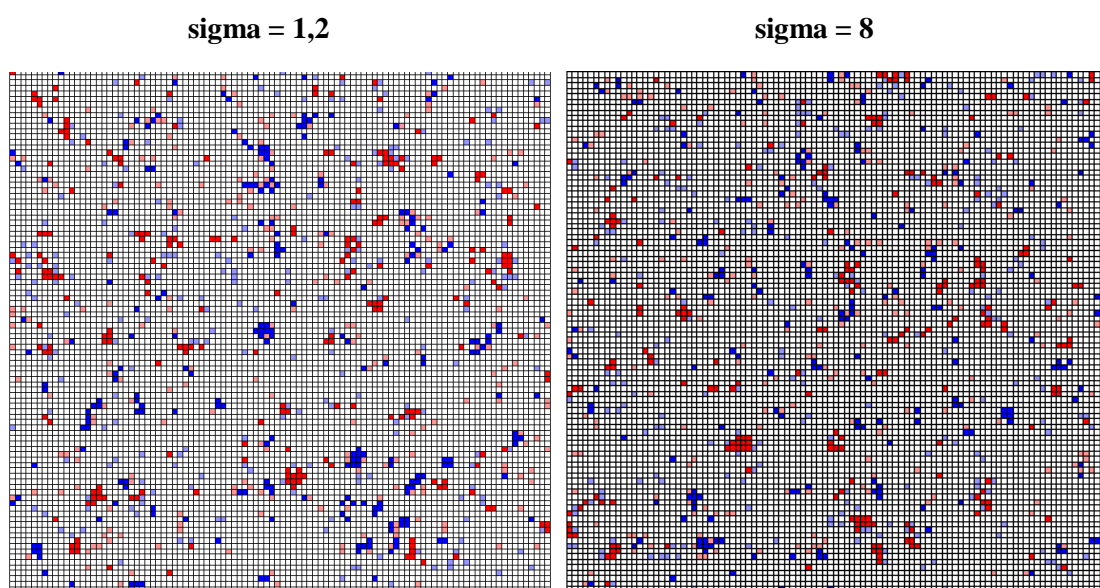 sigma = 1,2
sigma = 8